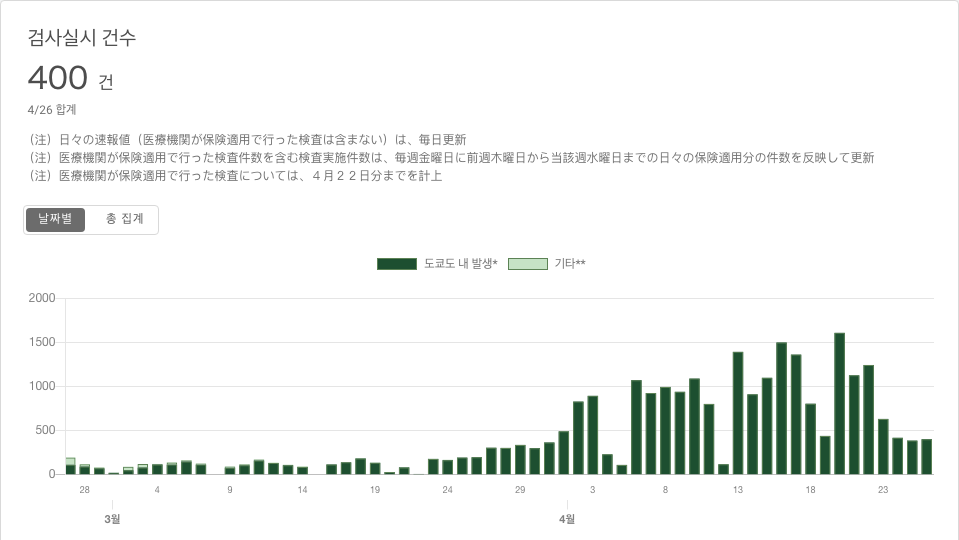 검사실시 건수
400 건
4/26 합계
（注）日々の速報値（医療機関が保険適用で行った検査は含まない）は、毎日更新
（注）医療機関が保険適用で行った検査件数を含む検査実施件数は、毎週金曜日に前週木曜日から当該週水曜日までの日々の保険適用分の件数を反映して更新
（注）医療機関が保険適用で行った検査については、４月２２日分までを計上
날짜별 총 집계
도쿄도 내 발생* 기타**
2000
1500
1000
500
0
28 4 9 14 19 24 29 3 8 13 18 23
3월 4월